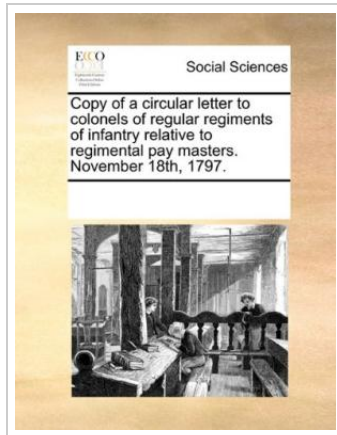 ECCO
Social Sciences
Copy of a circular letter to
colonels of regular regiments
of infantry relative to
regimental pay masters.
November 18th, 1797.